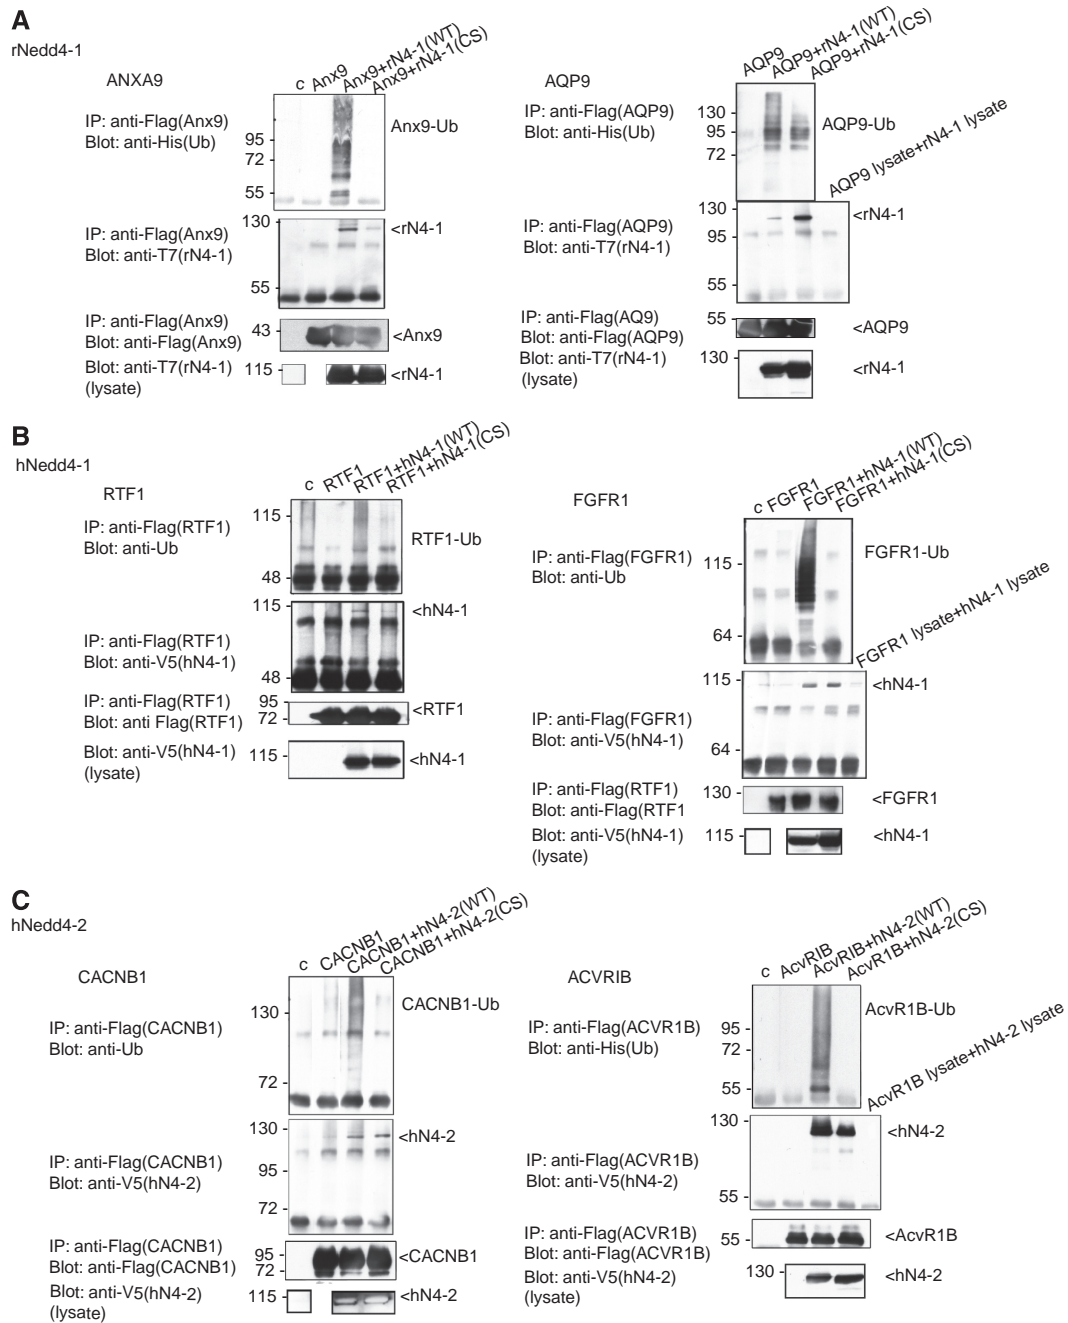 A
rNedd4-1
ANXA9
c
Anx9
Anx9+rN4-1(WT)
Anx9+rN4-1(CS)
IP: anti-Flag(Anx9)
Blot: anti-His(Ub)
95
72
55
Anx9-Ub
IP: anti-Flag(Anx9)
Blot: anti-T7(rN4-1)
130
55
<rN4-1
IP: anti-Flag(Anx9)
Blot: anti-Flag(Anx9)
43
<Anx9
Blot: anti-T7(rN4-1)
(lysate)
115
<rN4-1
AQP9
AQP9
AQP9+rN4-1(WT)
AQP9+rN4-1(CS)
IP: anti-Flag(AQP9)
Blot: anti-His(Ub)
130
95
72
AQP9-Ub
AQP9 lysate+rN4-1 lysate
IP: anti-Flag(AQP9)
Blot: anti-T7(rN4-1)
130
95
55
<rN4-1
IP: anti-Flag(AQ9)
Blot: anti-Flag(AQP9)
55
<AQP9
Blot: anti-T7(rN4-1)
(lysate)
130
<rN4-1
B
hNedd4-1
RTF1
c
RTF1
RTF1+hN4-1(WT)
RTF1+hN4-1(CS)
IP: anti-Flag(RTF1)
Blot: anti-Ub
115
48
RTF1-Ub
IP: anti-Flag(RTF1)
Blot: anti-V5(hN4-1)
115
48
<hN4-1
IP: anti-Flag(RTF1)
Blot: anti Flag(RTF1)
95
72
<RTF1
Blot: anti-V5(hN4-1)
(lysate)
115
<hN4-1
FGFR1
c
FGFR1
FGFR1+hN4-1(WT)
FGFR1+hN4-1(CS)
IP: anti-Flag(FGFR1)
Blot: anti-Ub
115
64
FGFR1-Ub
FGFR1 lysate+hN4-1 lysate
IP: anti-Flag(FGFR1)
Blot: anti-V5(hN4-1)
115
64
<hN4-1
IP: anti-Flag(RTF1)
Blot: anti-Flag(RTF1
130
<FGFR1
Blot: anti-V5(hN4-1)
(lysate)
115
<hN4-1
C
hNedd4-2
CACNB1
c
CACNB1
CACNB1+hN4-2(WT)
CACNB1+hN4-2(CS)
IP: anti-Flag(CACNB1)
Blot: anti-Ub
130
72
CACNB1-Ub
IP: anti-Flag(CACNB1)
Blot: anti-V5(hN4-2)
130
95
72
<hN4-2
IP: anti-Flag(CACNB1)
Blot: anti-Flag(CACNB1)
95
72
<CACNB1
Blot: anti-V5(hN4-2)
(lysate)
115
<hN4-2
ACVRIB
c
AcvRIB
AcvRIB+hN4-2(WT)
AcvR1B+hN4-2(CS)
IP: anti-Flag(ACVR1B)
Blot: anti-His(Ub)
95
72
55
AcvR1B-Ub
AcvR1B lysate+hN4-2 lysate
IP: anti-Flag(ACVR1B)
Blot: anti-V5(hN4-2)
130
55
<hN4-2
IP: anti-Flag(ACVR1B)
Blot: anti-Flag(ACVR1B)
55
<AcvR1B
Blot: anti-V5(hN4-2)
(lysate)
130
<hN4-2